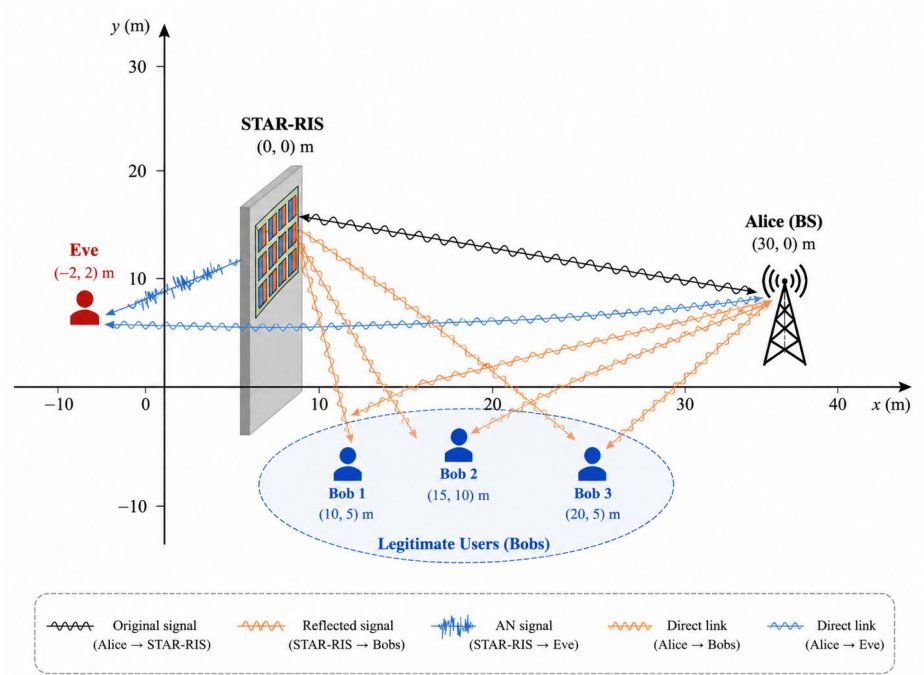 y (m)
30
STAR-RIS
(0, 0) m
20
Alice (BS)
(30, 0) m
Eve
(−2, 2) m
10
−10
0
10
20
30
40
x (m)
Bob 1
(10, 5) m
Bob 2
(15, 10) m
Bob 3
(20, 5) m
−10
Legitimate Users (Bobs)
Original signal
(Alice → STAR-RIS)
Reflected signal
(STAR-RIS → Bobs)
AN signal
(STAR-RIS → Eve)
Direct link
(Alice → Bobs)
Direct link
(Alice → Eve)